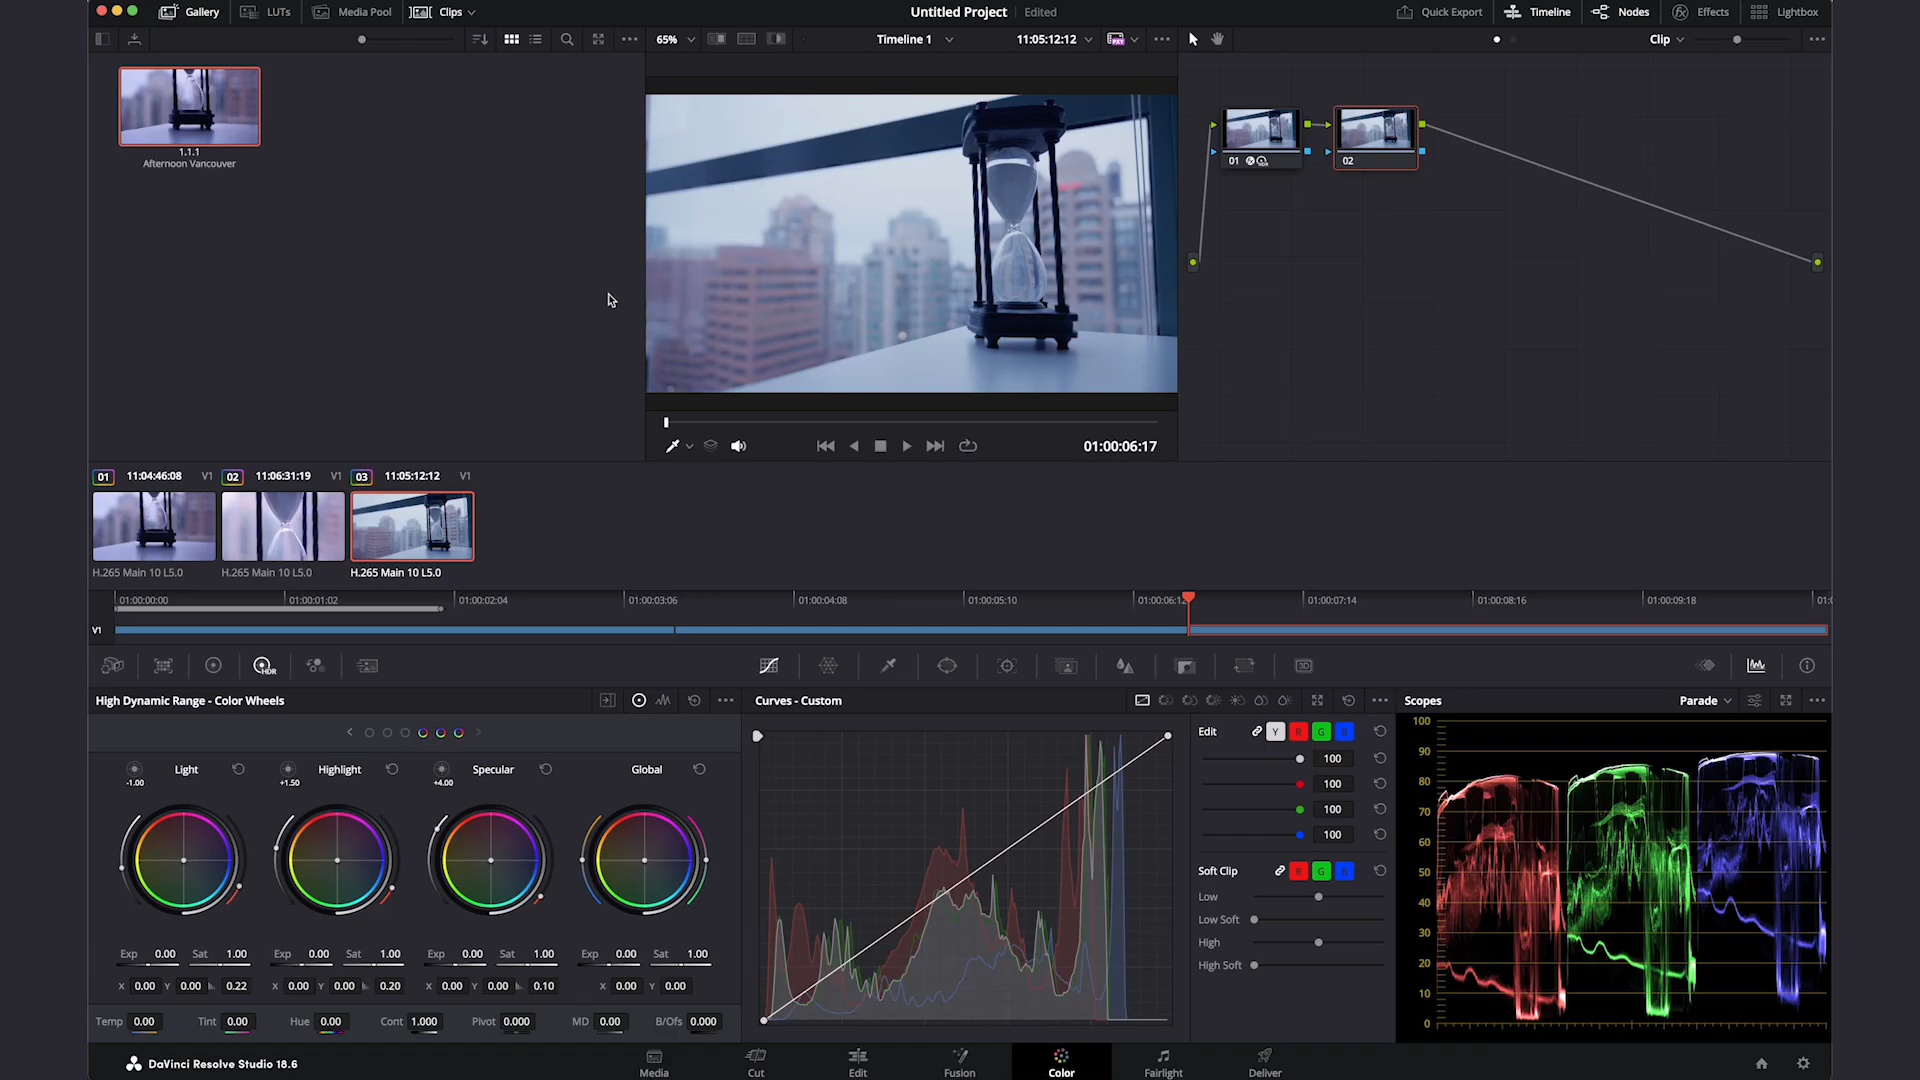 Gallery LUTs Media Pool Clips Untitled Project Edited Quick Export Timeline Nodes Effects Lightbox
65% Timeline 1 11:05:12:12 Clip
1.1.1
Afternoon Vancouver
01 02
01:00:06:17
01 11:04:46:08 V1 02 11:06:31:19 V1 03 11:05:12:12 V1
H.265 Main 10 L5.0 H.265 Main 10 L5.0 H.265 Main 10 L5.0
01:00:00:00 01:00:01:02 01:00:02:04 01:00:03:06 01:00:04:08 01:00:05:10 01:00:06:12 01:00:07:14 01:00:08:16 01:00:09:18 01:0
V1
HDR 3D
High Dynamic Range - Color Wheels Curves - Custom Scopes Parade
Light Highlight Specular Global
-1.00 +1.50 +4.00
Exp 0.00 Sat 1.00 Exp 0.00 Sat 1.00 Exp 0.00 Sat 1.00 Exp 0.00 Sat 1.00
X 0.00 Y 0.00 0.22 X 0.00 Y 0.00 0.20 X 0.00 Y 0.00 0.10 X 0.00 Y 0.00
Temp 0.00 Tint 0.00 Hue 0.00 Cont 1.000 Pivot 0.000 MD 0.00 B/Ofs 0.000
Edit Y R G B
100
100
100
100
Soft Clip R G B
Low
Low Soft
High
High Soft
100
90
80
70
60
50
40
30
20
10
0
DaVinci Resolve Studio 18.6 Media Cut Edit Fusion Color Fairlight Deliver